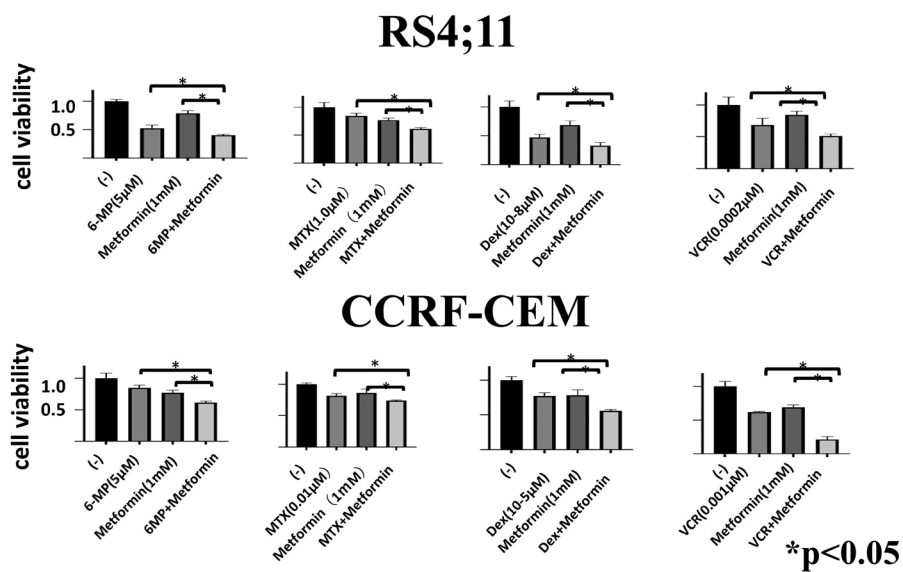 RS4;11
cell viability
1.0
0.5
* *
* *
* *
* *
(-)
6-MP(5μM)
Metformin(1mM)
6MP+Metformin
(-)
MTX(1.0μM）
Metformin（1mM）
MTX+Metformin
(-)
Dex(10-8μM)
Metformin(1mM)
Dex+Metformin
(-)
VCR(0.0002μM)
Metformin(1mM)
VCR+Metformin
CCRF-CEM
cell viability
1.0
0.5
* *
* *
* *
* *
(-)
6-MP(5μM)
Metformin(1mM)
6MP+Metformin
(-)
MTX(0.01μM）
Metformin（1mM）
MTX+Metformin
(-)
Dex(10-5μM)
Metformin(1mM)
Dex+Metformin
(-)
VCR(0.001μM)
Metformin(1mM)
VCR+Metformin
*p<0.05